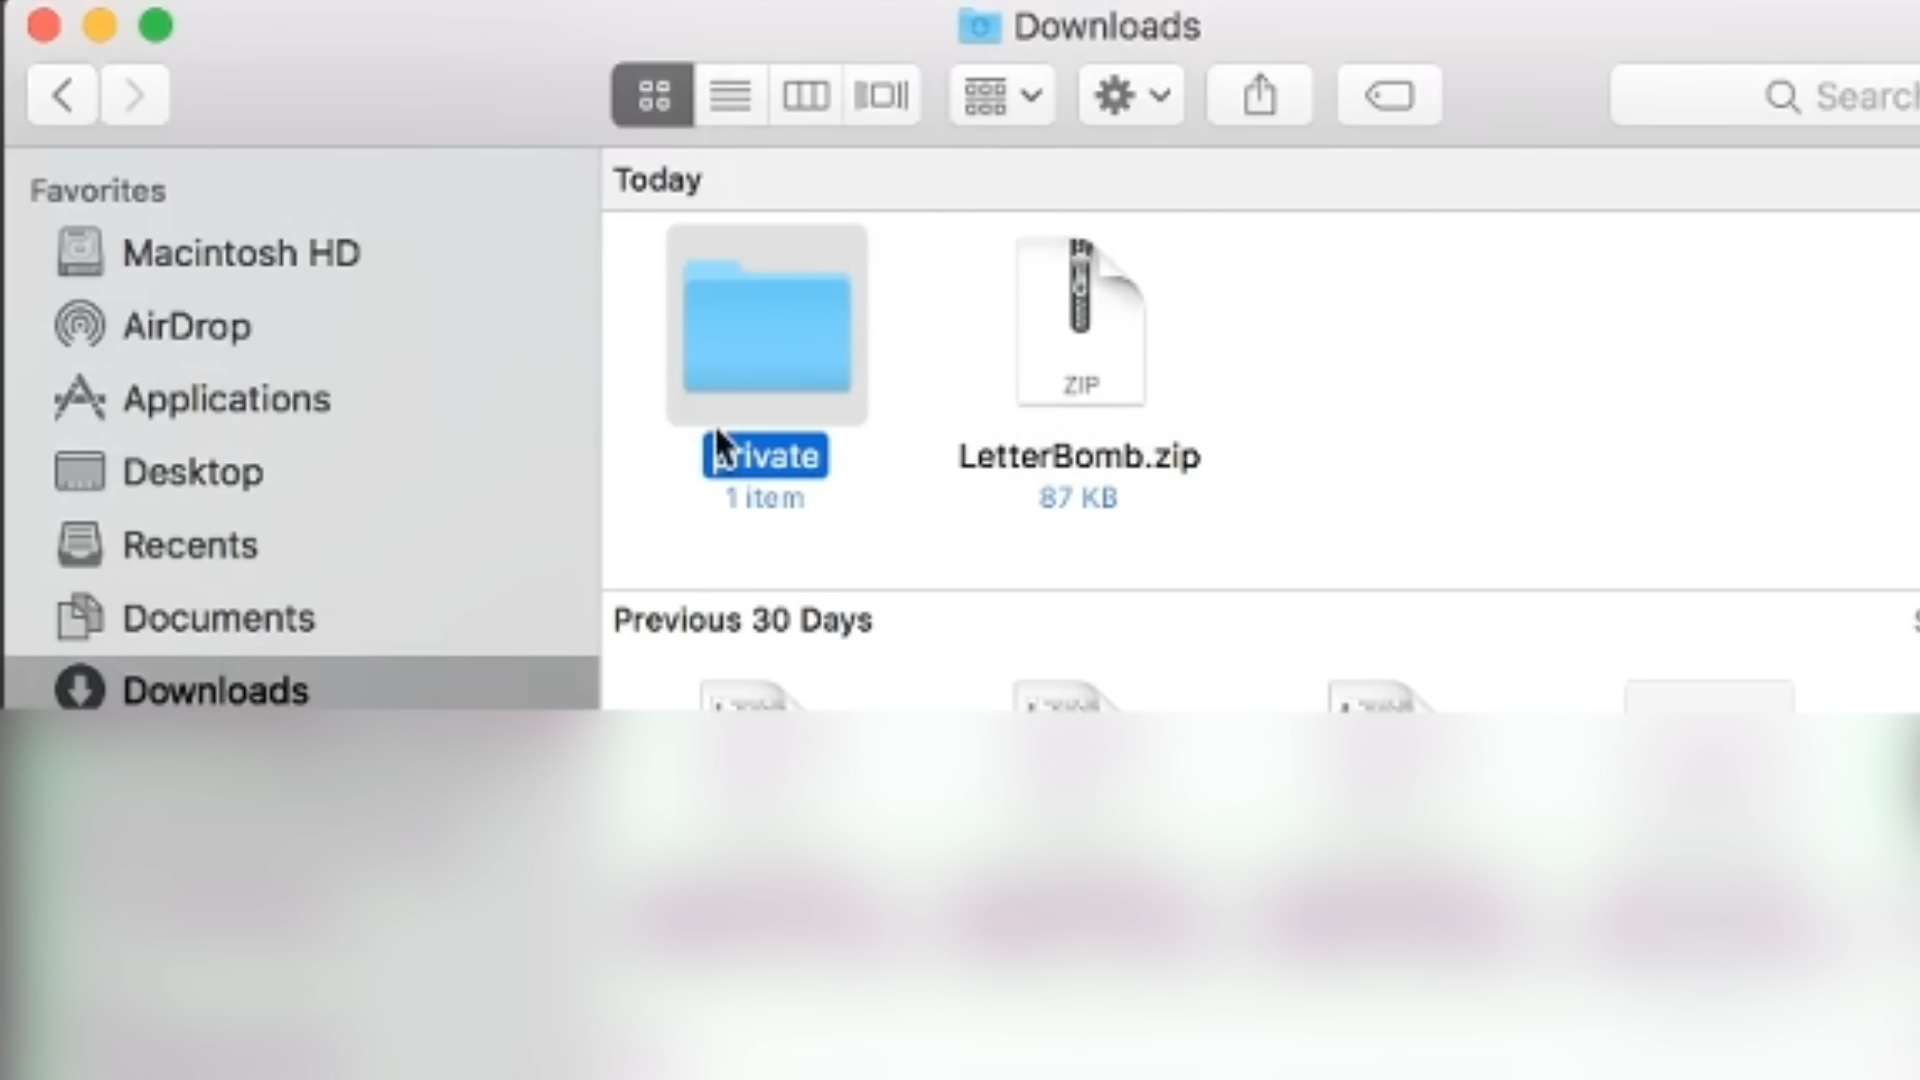 Downloads
Search
Favorites
Macintosh HD
AirDrop
Applications
Desktop
Recents
Documents
Downloads
Today
private
1 item
ZIP
LetterBomb.zip
87 KB
Previous 30 Days